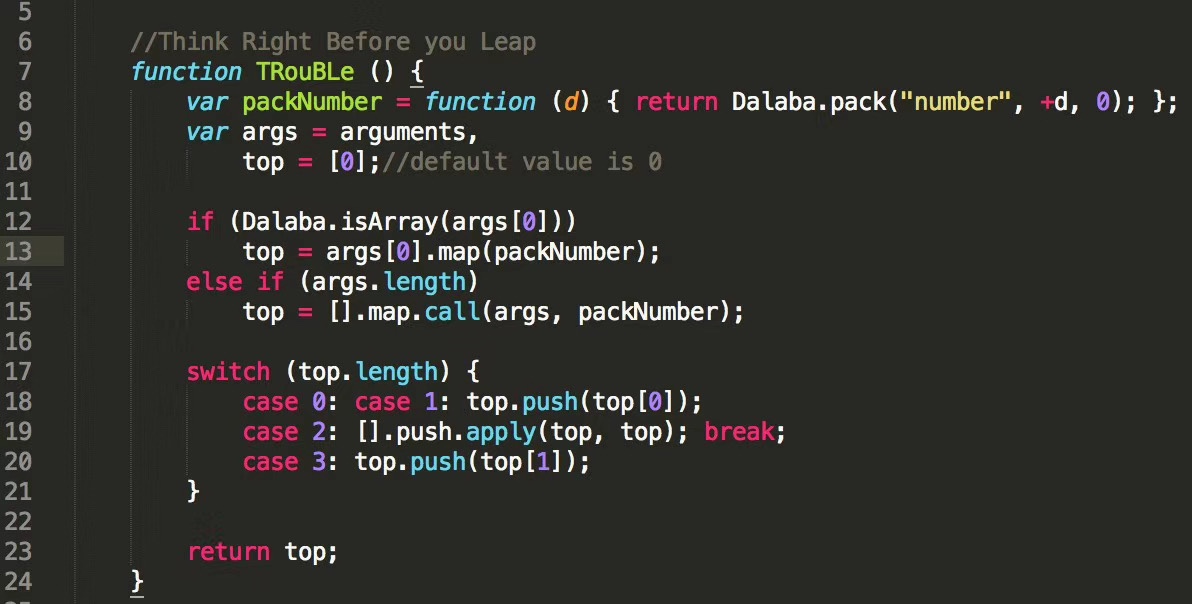 5
6 //Think Right Before you Leap
7 function TRouBLe () {
8 var packNumber = function (d) { return Dalaba.pack("number", +d, 0); };
9 var args = arguments,
10 top = [0];//default value is 0
11
12 if (Dalaba.isArray(args[0]))
13 top = args[0].map(packNumber);
14 else if (args.length)
15 top = [].map.call(args, packNumber);
16
17 switch (top.length) {
18 case 0: case 1: top.push(top[0]);
19 case 2: [].push.apply(top, top); break;
20 case 3: top.push(top[1]);
21 }
22
23 return top;
24 }